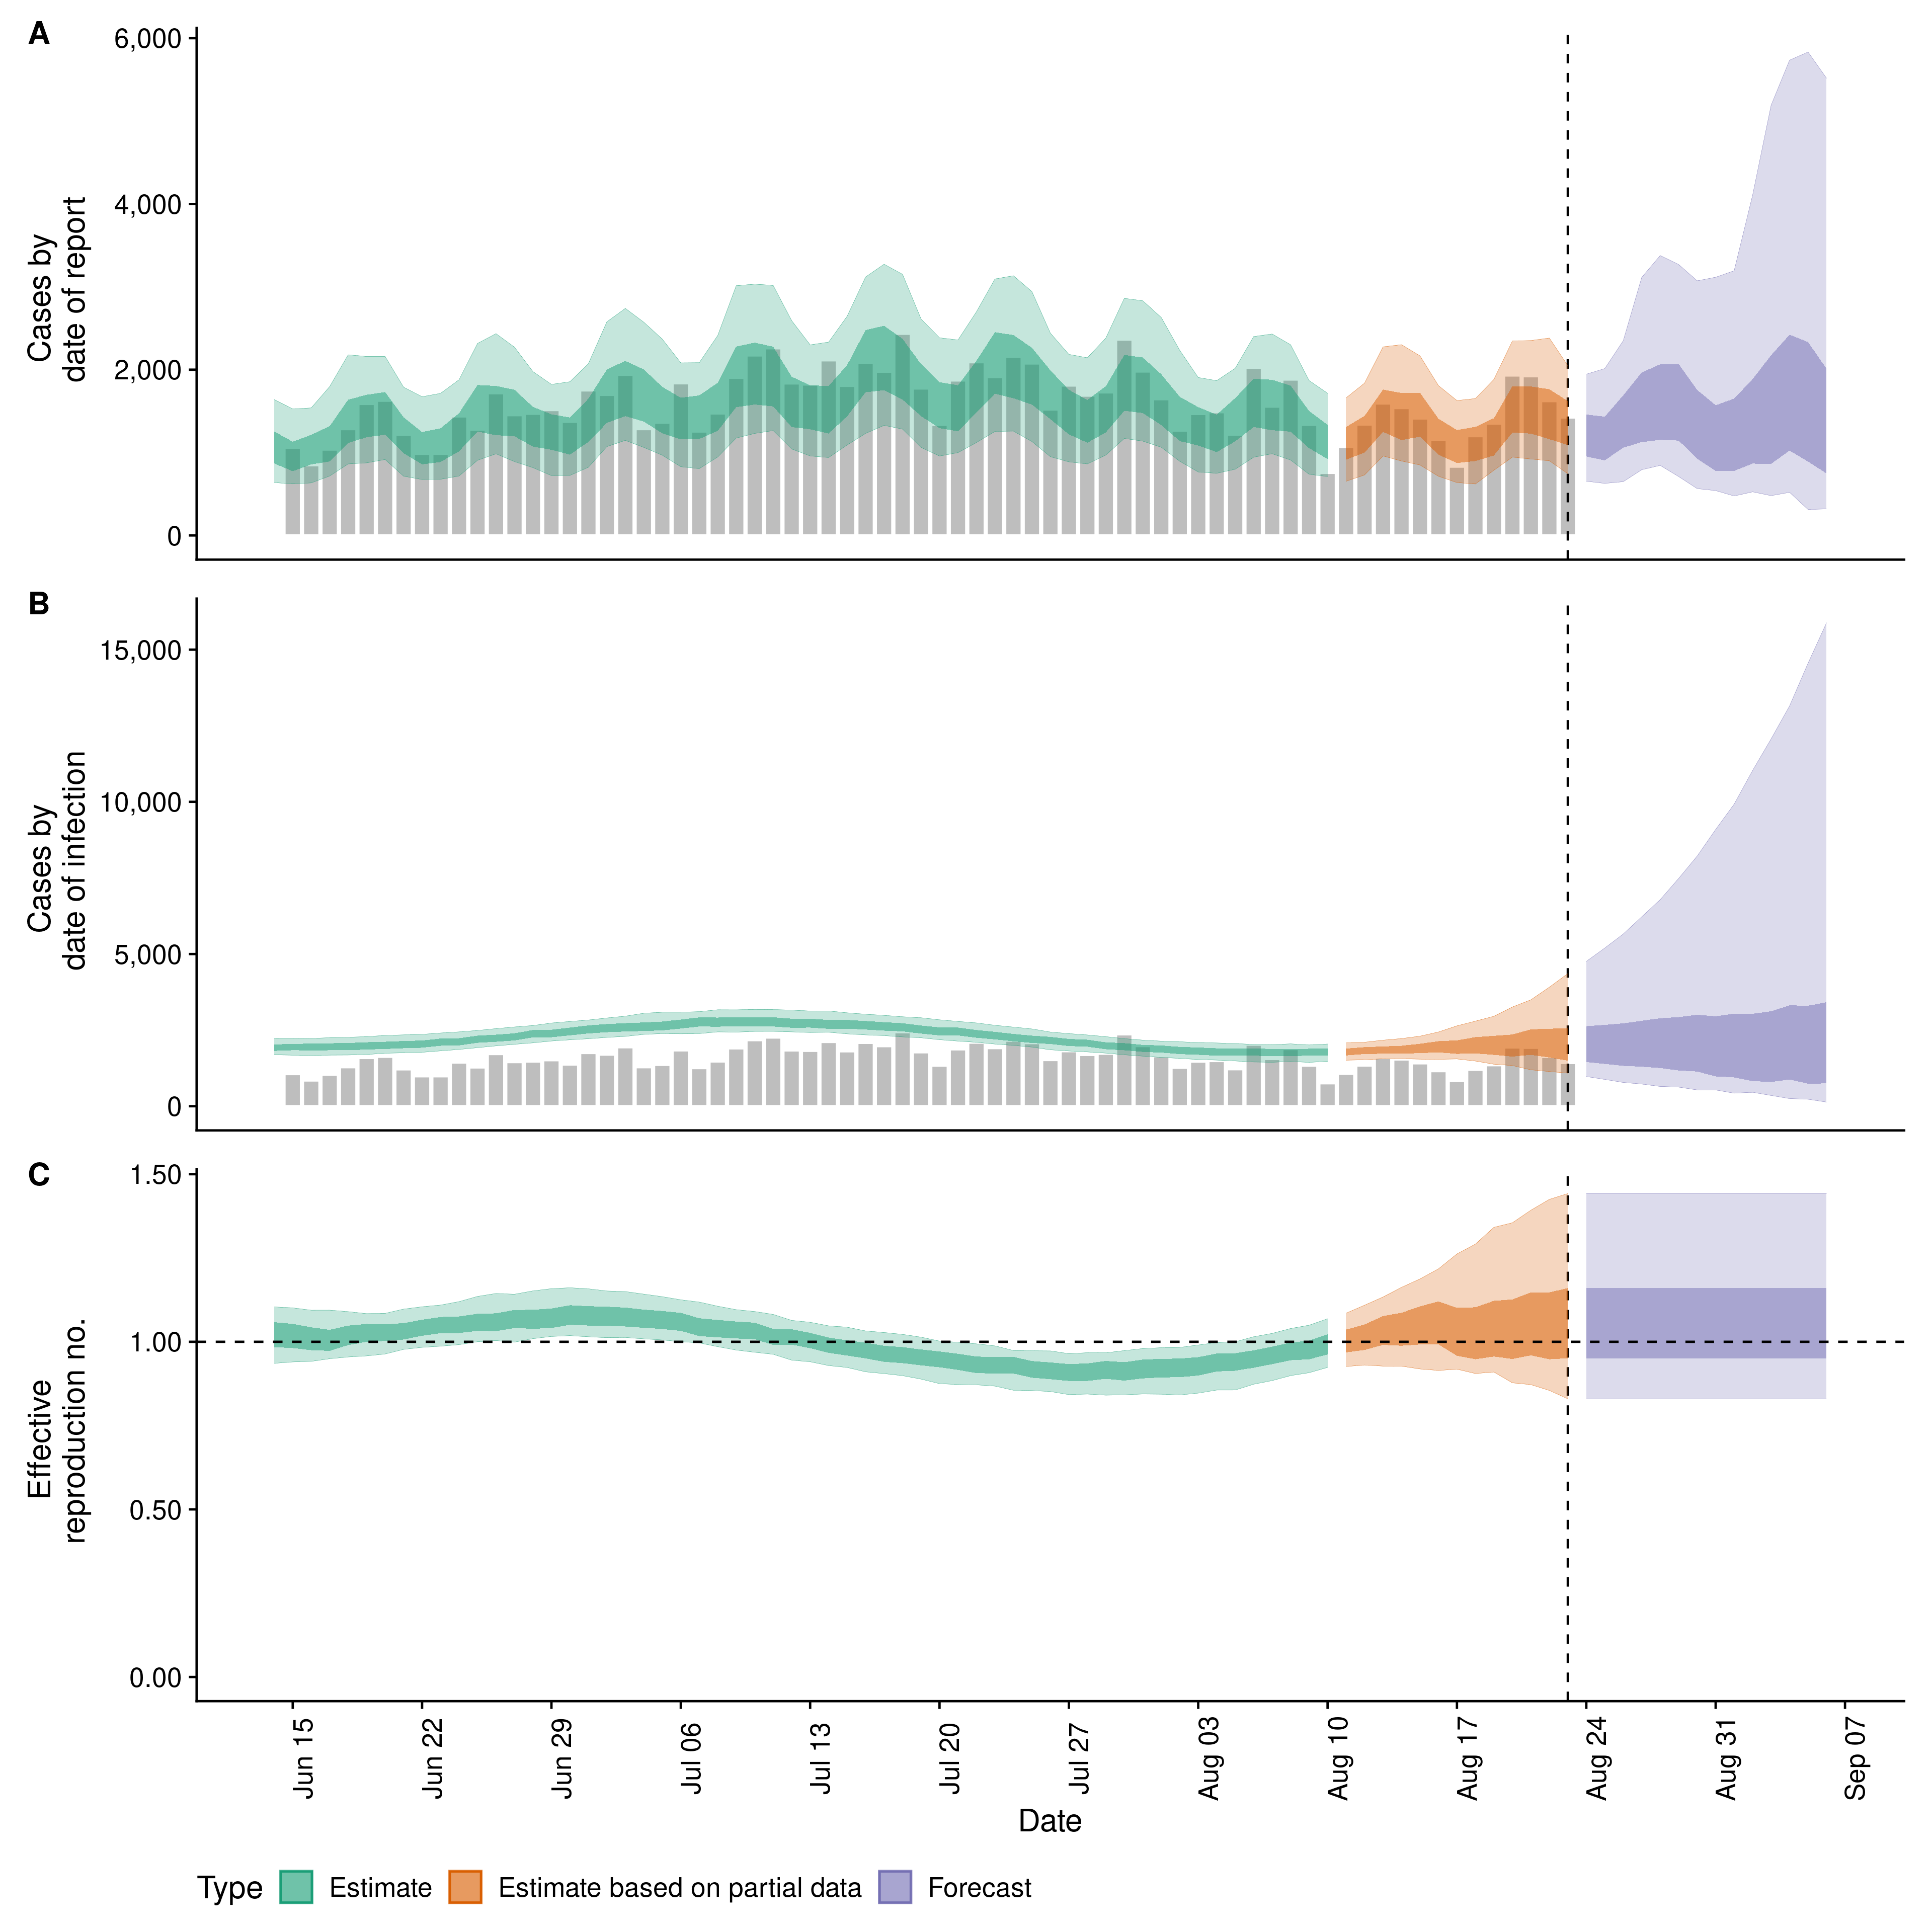 A
6,000
4,000
2,000
0
Cases by
date of report
B
15,000
10,000
5,000
0
Cases by
date of infection
C
1.50
1.00
0.50
0.00
Effective
reproduction no.
Jun 15
Jun 22
Jun 29
Jul 06
Jul 13
Jul 20
Jul 27
Aug 03
Aug 10
Aug 17
Aug 24
Aug 31
Sep 07
Date
Type
Estimate
Estimate based on partial data
Forecast